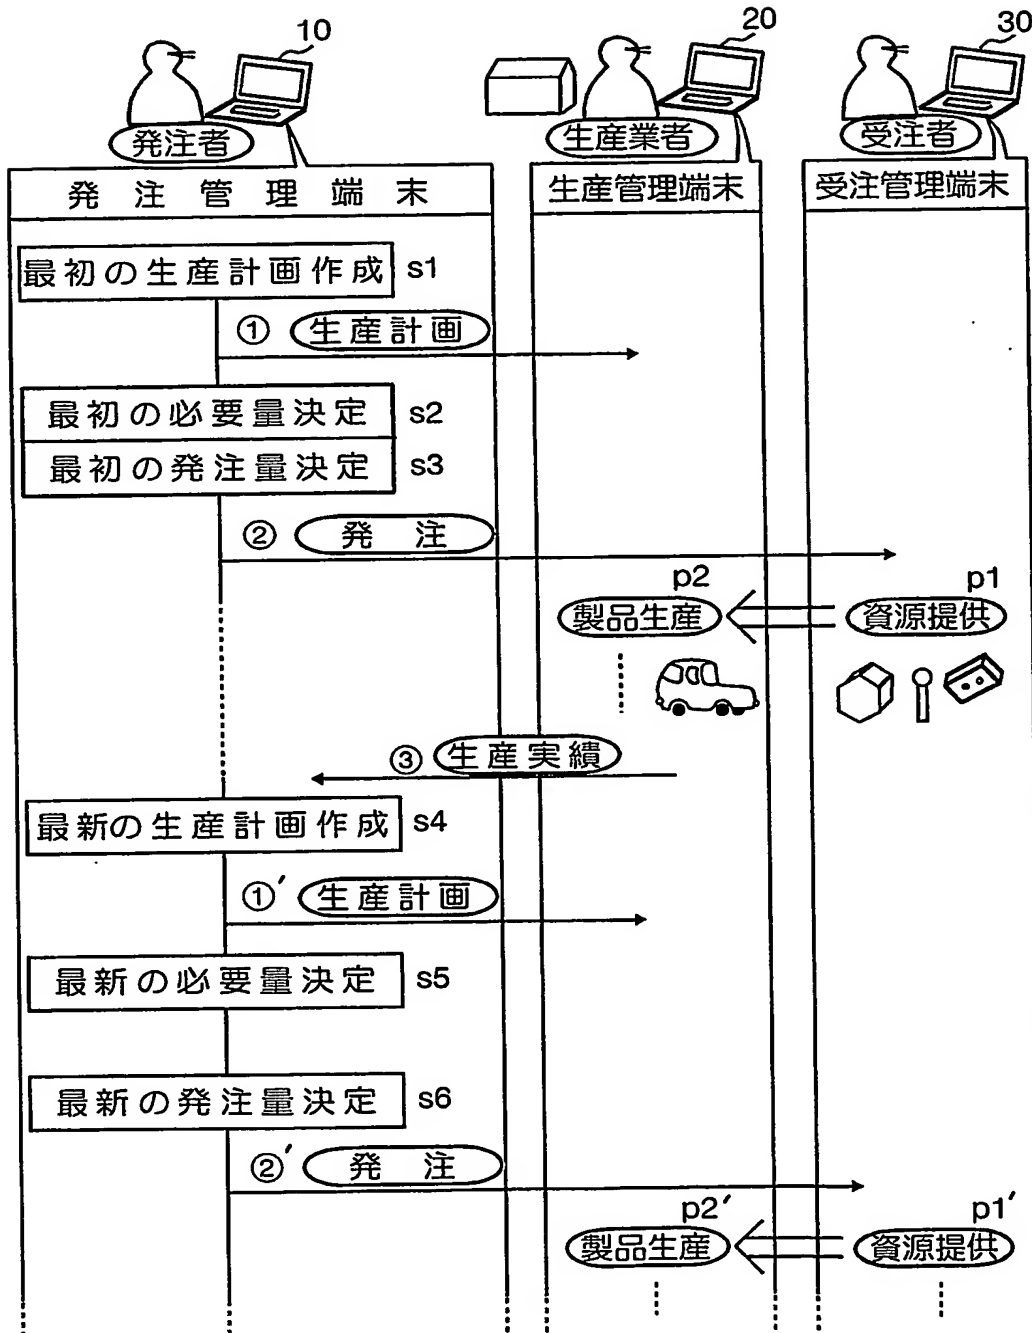 10 20 30
発注者 生産業者 受注者
発注管理端末 生産管理端末 受注管理端末
最初の生産計画作成 s1
① 生産計画
最初の必要量決定 s2
最初の発注量決定 s3
② 発注
p2 p1
製品生産 資源提供
③ 生産実績
最新の生産計画作成 s4
①′ 生産計画
最新の必要量決定 s5
最新の発注量決定 s6
②′ 発注
p2′ p1′
製品生産 資源提供